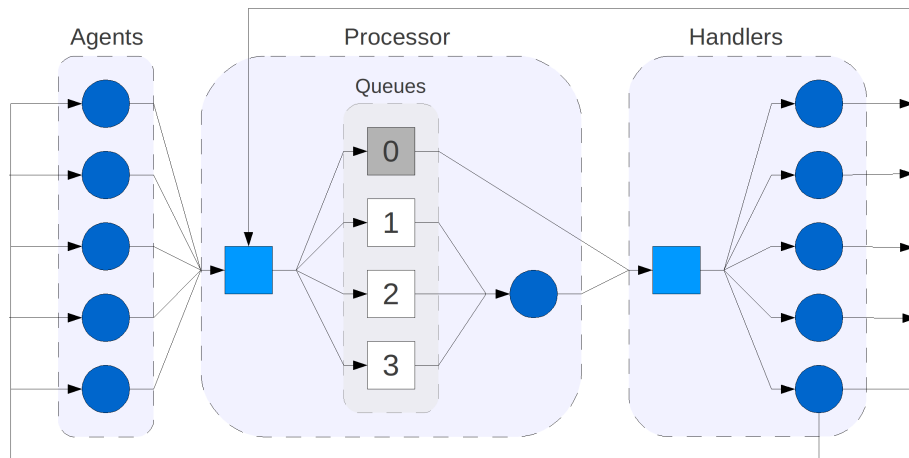 Agents
Processor
Handlers
Queues
0
1
2
3